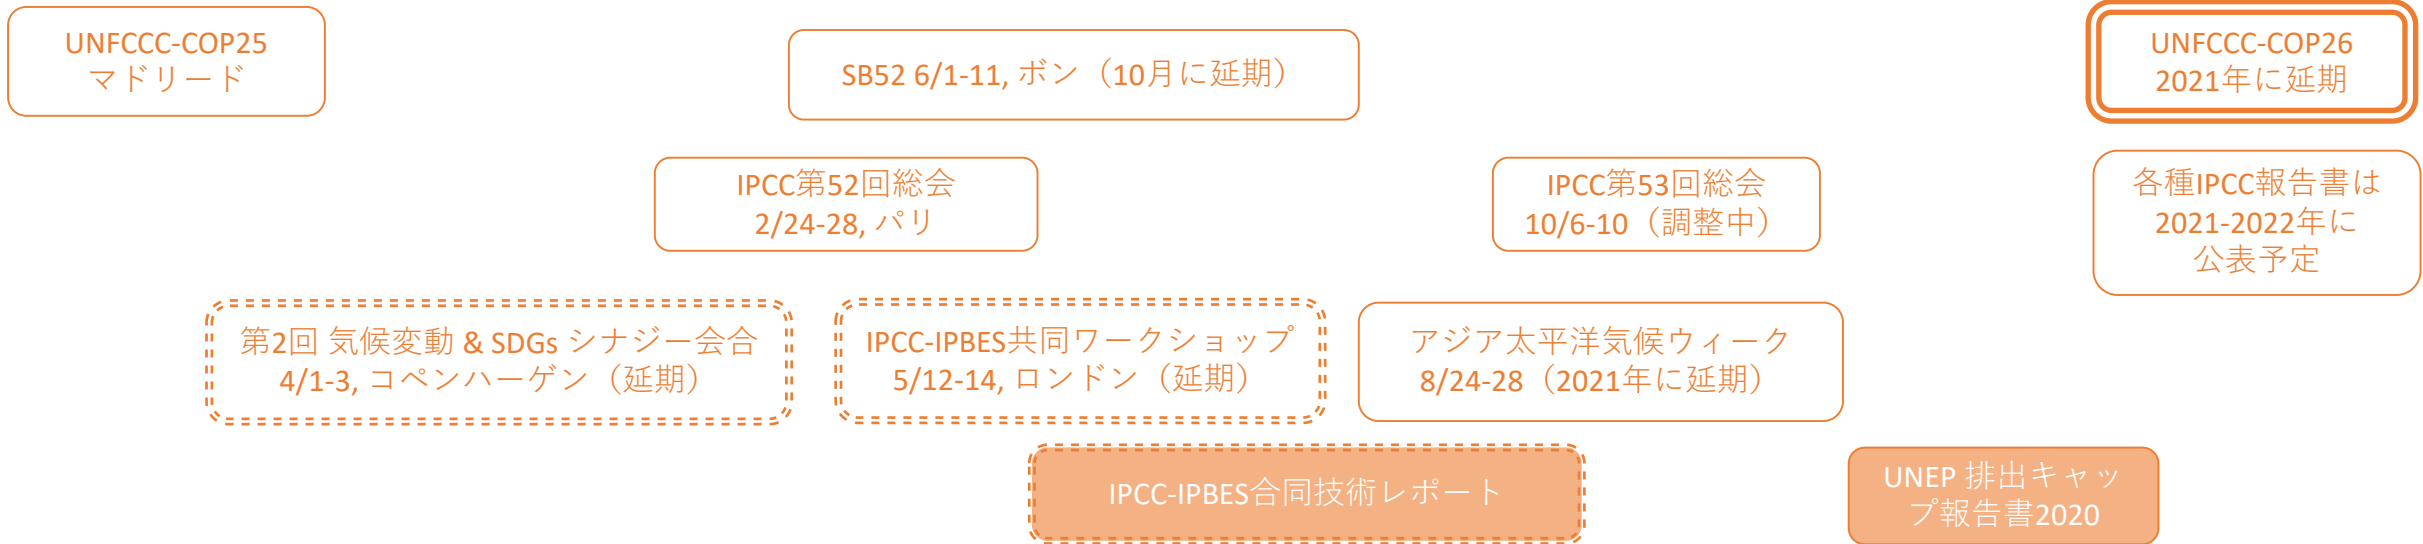 UNFCCC-COP25
マドリード
SB52 6/1-11, ボン（10月に延期）
UNFCCC-COP26
2021年に延期
IPCC第52回総会
2/24-28, パリ
IPCC第53回総会
10/6-10（調整中）
各種IPCC報告書は
2021-2022年に
公表予定
第2回 気候変動 & SDGs シナジー会合
4/1-3, コペンハーゲン（延期）
IPCC-IPBES共同ワークショップ
5/12-14, ロンドン（延期）
アジア太平洋気候ウィーク
8/24-28（2021年に延期）
IPCC-IPBES合同技術レポート
UNEP 排出キャッ
プ報告書2020